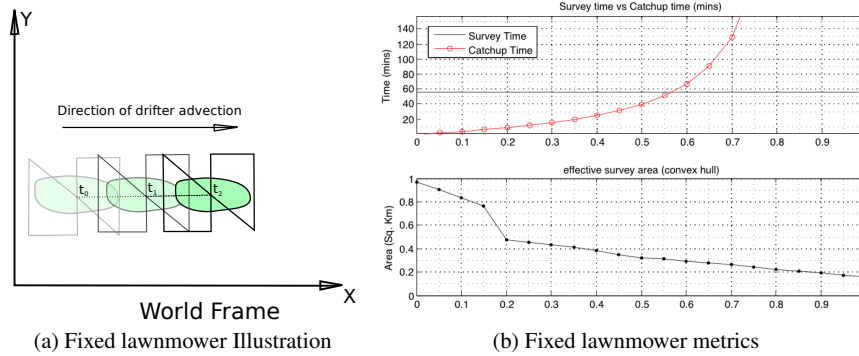 Y
Direction of drifter advection
t0
t1
t2
X
World Frame
(a) Fixed lawnmower Illustration
Survey time vs Catchup time (mins)
Time (mins)
140
120
100
80
60
40
20
Survey Time
Catchup Time
0 0.1 0.2 0.3 0.4 0.5 0.6 0.7 0.8 0.9
effective survey area (convex hull)
Area (Sq. Km)
1
0.8
0.6
0.4
0.2
0
0 0.1 0.2 0.3 0.4 0.5 0.6 0.7 0.8 0.9
(b) Fixed lawnmower metrics